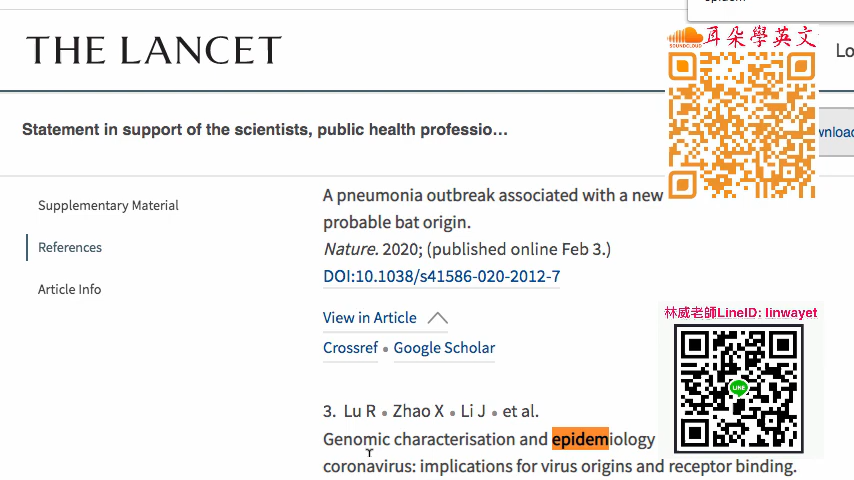 THE LANCET
SOUNDCLOUD
耳朵學英文
Lo
Statement in support of the scientists, public health professio…
wnload
Supplementary Material
References
Article Info
A pneumonia outbreak associated with a new
probable bat origin.
Nature. 2020; (published online Feb 3.)
DOI:10.1038/s41586-020-2012-7
View in Article
Crossref • Google Scholar
林威老師LineID: linwayet
LINE
3. Lu R • Zhao X • Li J • et al.
Genomic characterisation and epidemiology
coronavirus: implications for virus origins and receptor binding.